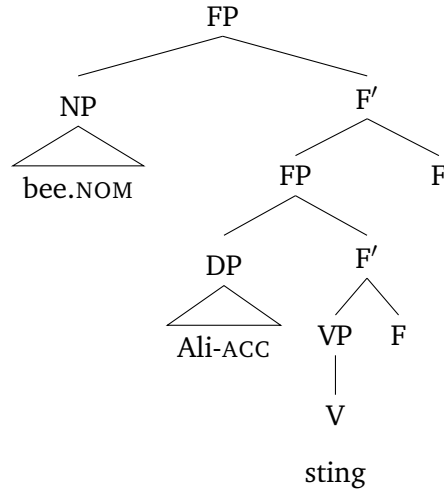 FP
NP F′
bee.NOM FP F
DP F′
Ali-ACC VP F
V
sting